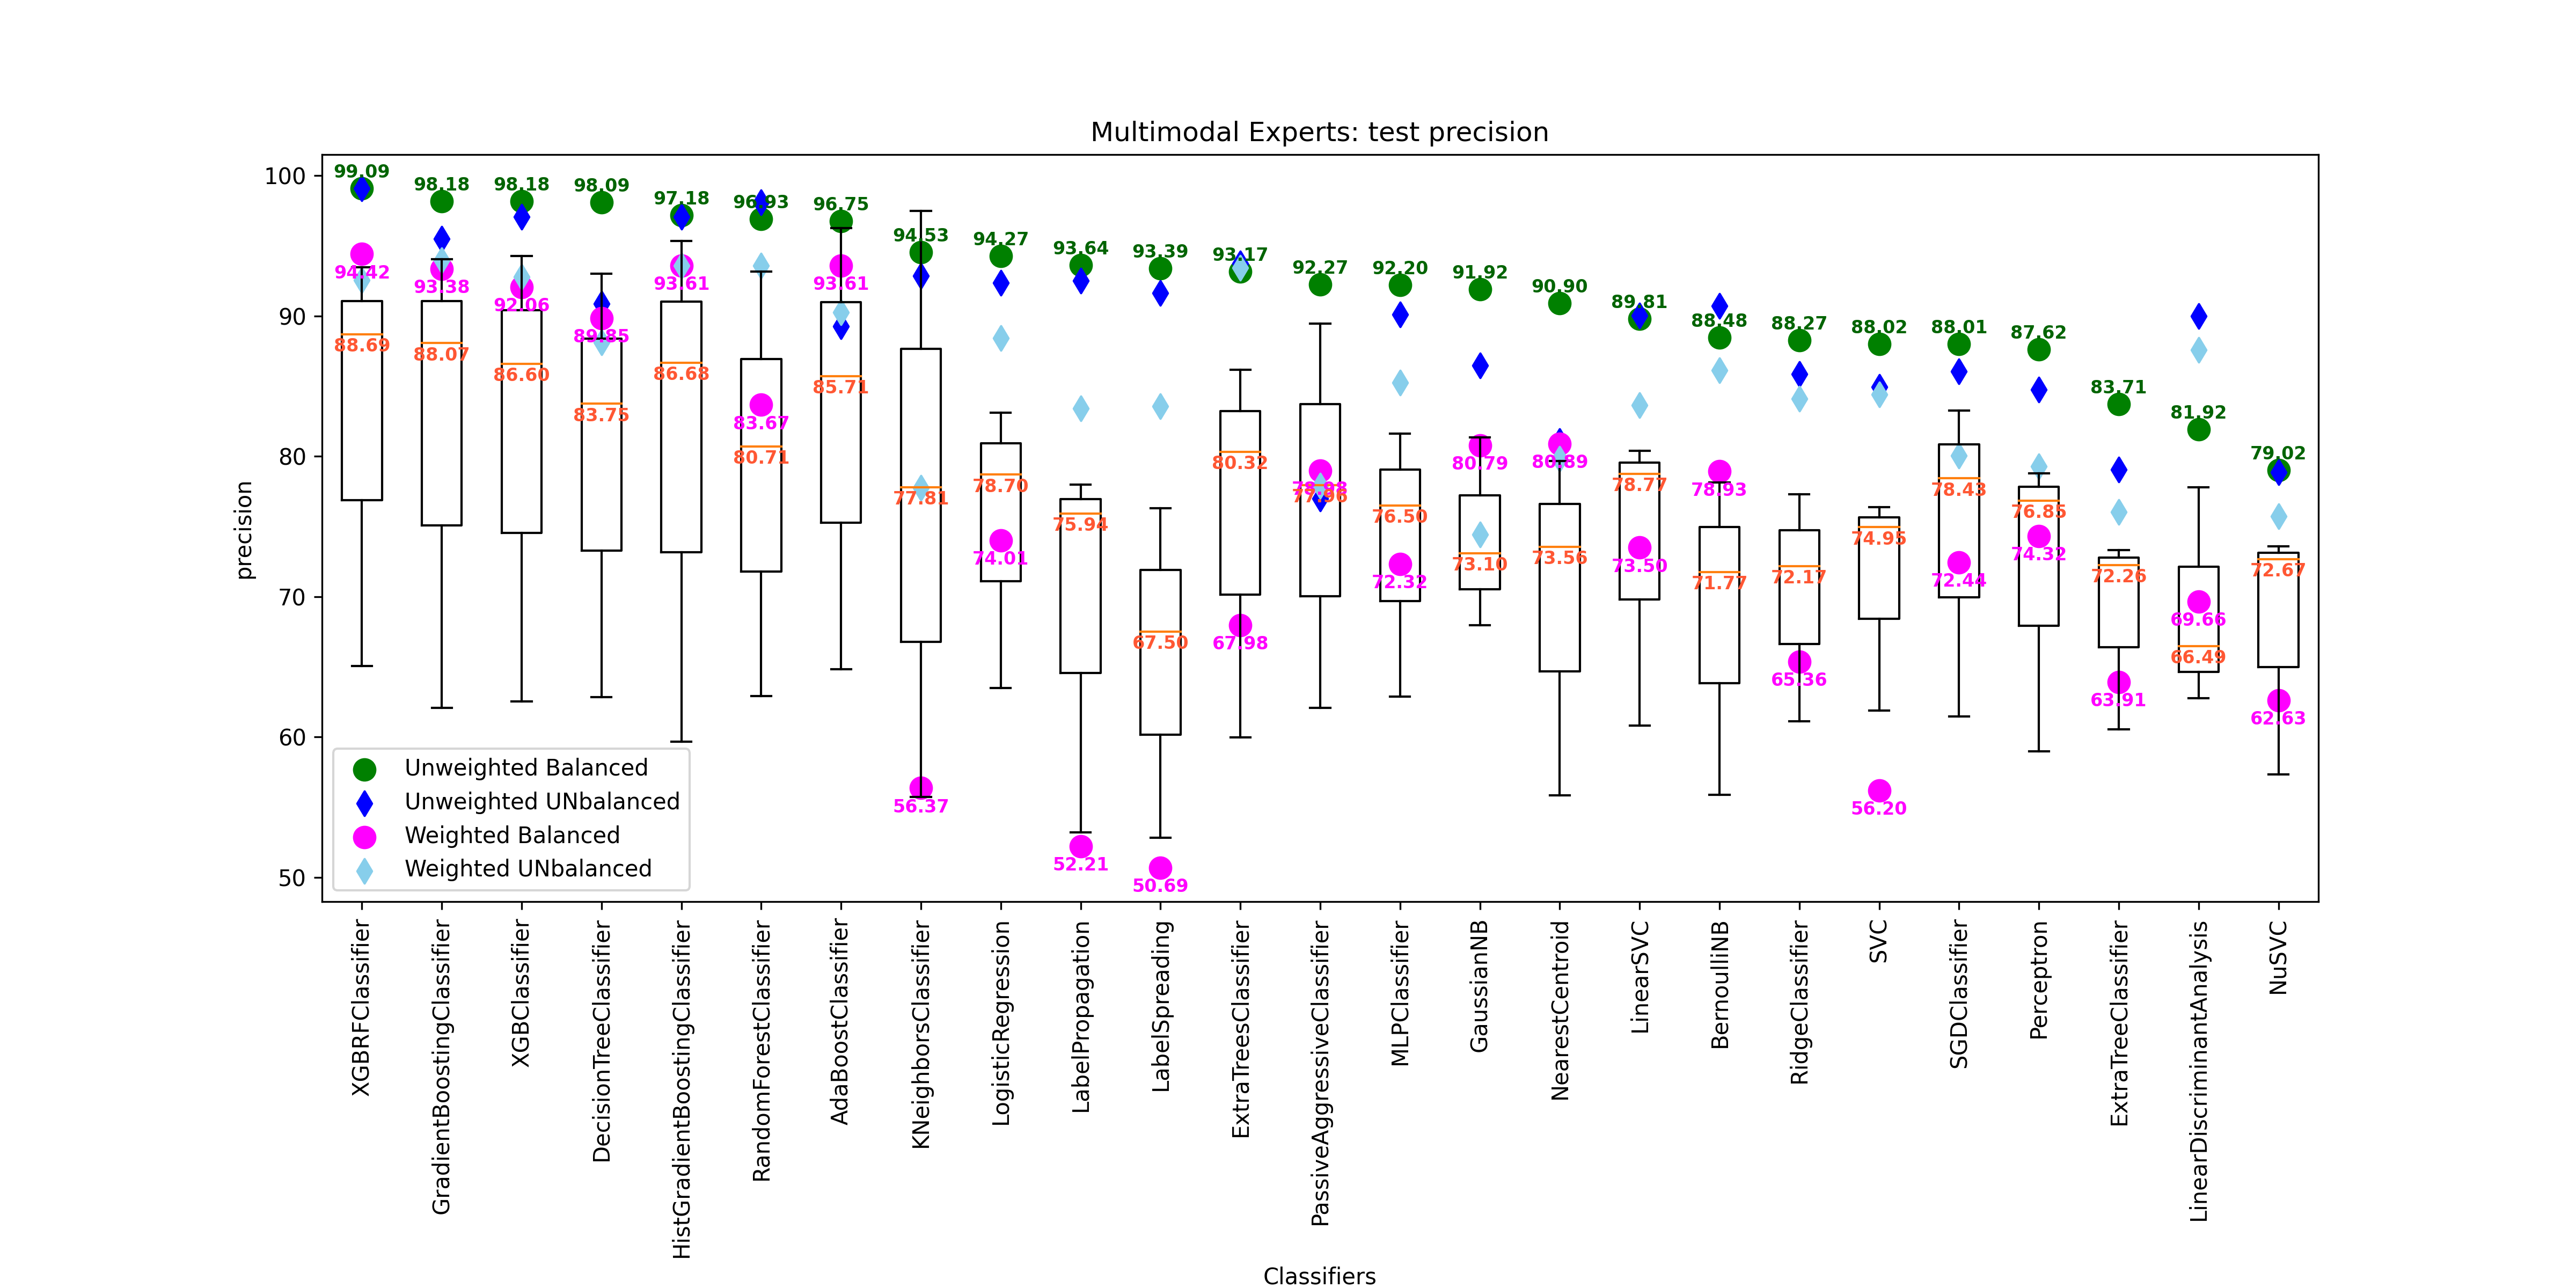 Multimodal Experts: test precision
precision
100
90
80
70
60
50
99.09
98.18
98.18
98.09
97.18
96.93
96.75
94.53
94.27
93.64
93.39
93.17
92.27
92.20
91.92
90.90
89.81
88.48
88.27
88.02
88.01
87.62
83.71
81.92
79.02
94.42
93.38
92.06
89.85
93.61
83.67
93.61
56.37
74.01
52.21
50.69
67.98
78.98
72.32
80.79
80.89
73.50
78.93
65.36
56.20
72.44
74.32
63.91
69.66
62.63
88.69
88.07
86.60
83.75
86.68
80.71
85.71
77.81
78.70
75.94
67.50
80.32
77.98
76.50
73.10
73.56
78.77
71.77
72.17
74.95
78.43
76.85
72.26
66.49
72.67
Unweighted Balanced
Unweighted UNbalanced
Weighted Balanced
Weighted UNbalanced
XGBRFClassifier
GradientBoostingClassifier
XGBClassifier
DecisionTreeClassifier
HistGradientBoostingClassifier
RandomForestClassifier
AdaBoostClassifier
KNeighborsClassifier
LogisticRegression
LabelPropagation
LabelSpreading
ExtraTreesClassifier
PassiveAggressiveClassifier
MLPClassifier
GaussianNB
NearestCentroid
LinearSVC
BernoulliNB
RidgeClassifier
SVC
SGDClassifier
Perceptron
ExtraTreeClassifier
LinearDiscriminantAnalysis
NuSVC
Classifiers